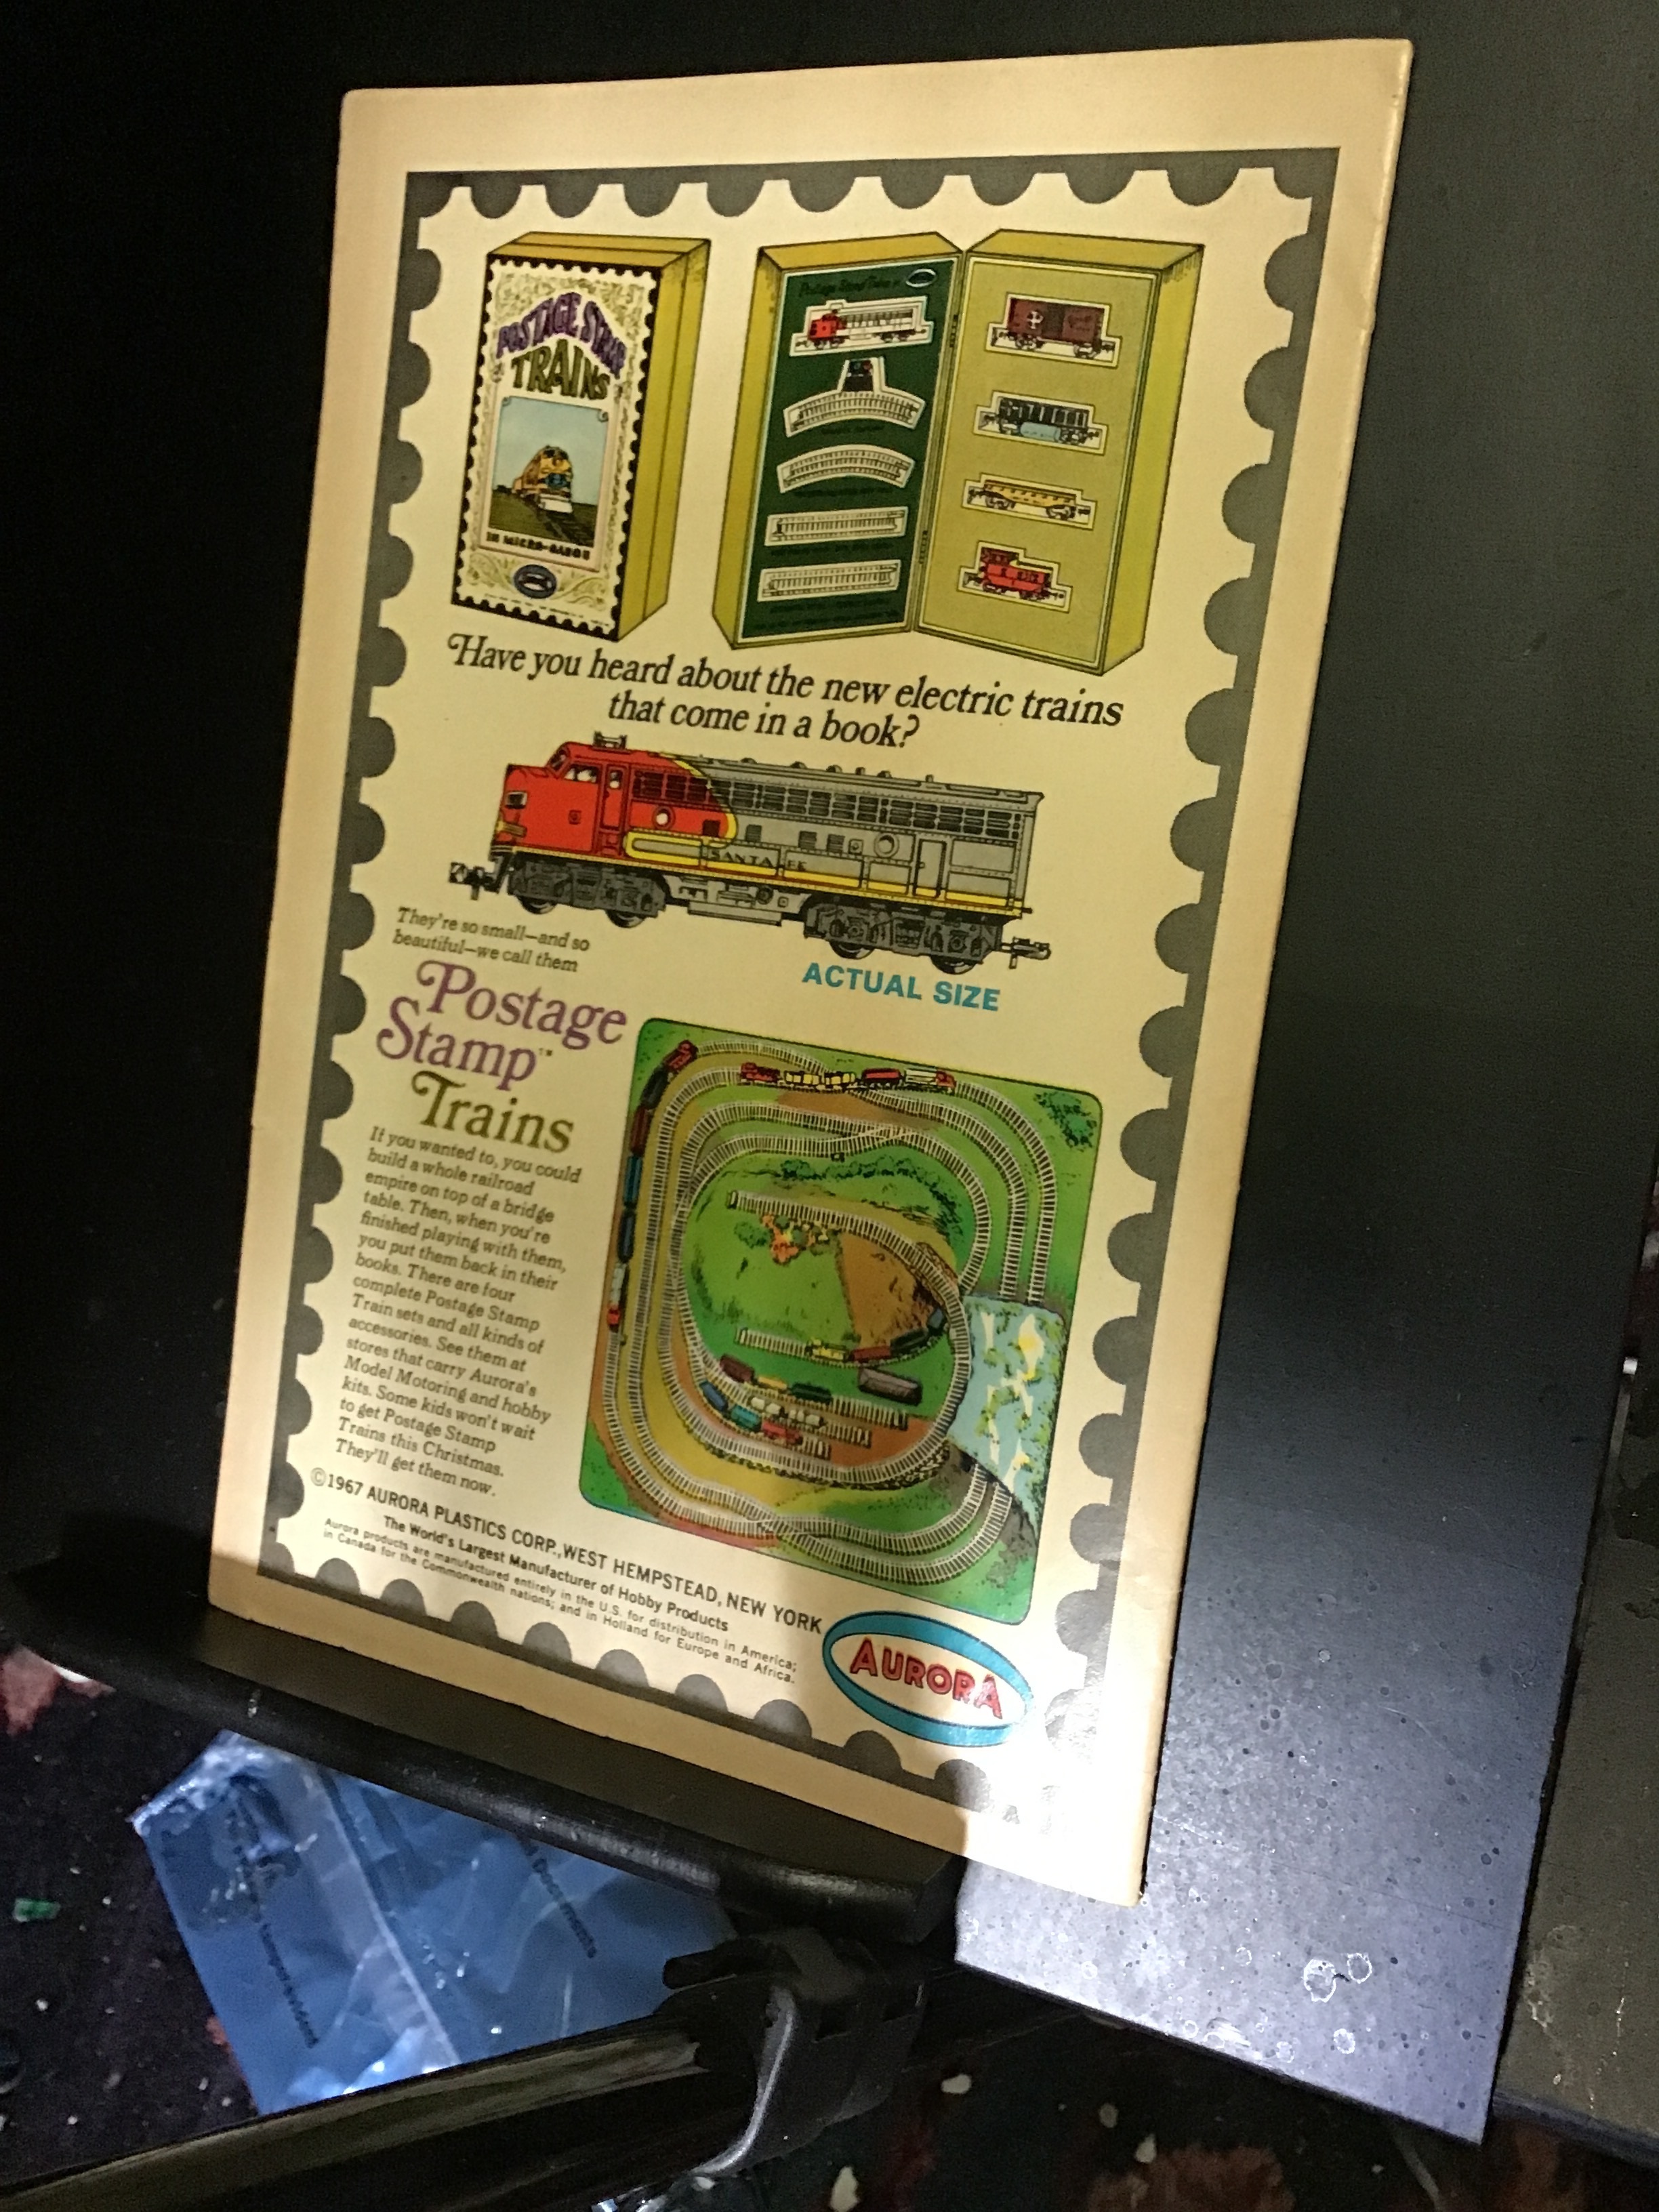 POSTAGE STAMP
TRAINS
IN MICRO-GAUGE
Postage Stamp Trains
Have you heard about the new electric trains
that come in a book?
SANTA FE
They're so small—and so
beautiful—we call them
ACTUAL SIZE
Postage
Stamp™
Trains
If you wanted to, you could
build a whole railroad
empire on top of a bridge
table. Then, when you're
finished playing with them,
you put them back in their
books. There are four
complete Postage Stamp
Train sets and all kinds of
accessories. See them at
stores that carry Aurora's
Model Motoring and hobby
kits. Some kids won't wait
to get Postage Stamp
Trains this Christmas.
They'll get them now.
©1967 AURORA PLASTICS CORP., WEST HEMPSTEAD, NEW YORK
The World's Largest Manufacturer of Hobby Products
Aurora products are manufactured entirely in the U.S. for distribution in America;
in Canada for the Commonwealth nations; and in Holland for Europe and Africa.
AURORA
Documents